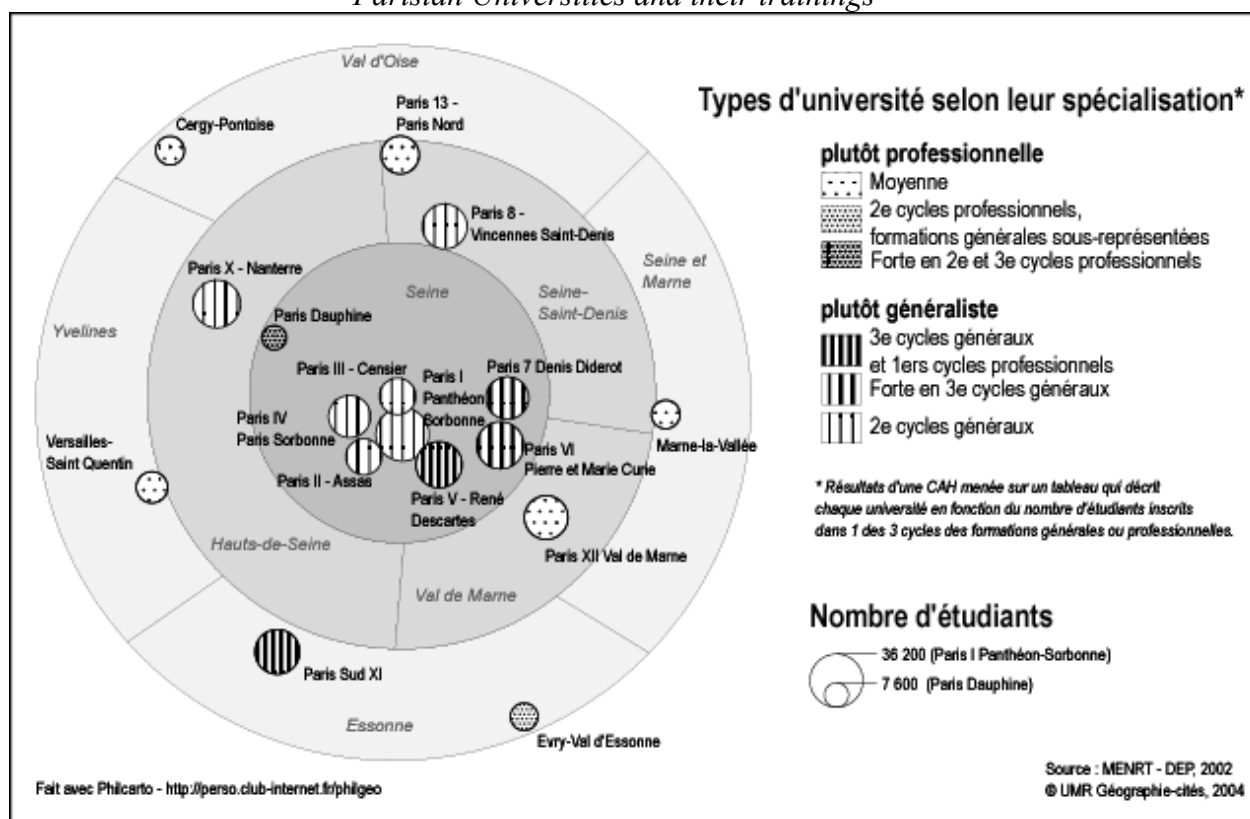 Parisian Universities and their trainings
Val d'Oise
Cergy-Pontoise
Paris 13 -
Paris Nord
Paris 8 -
Vincennes Saint-Denis
Paris X - Nanterre
Seine
Seine-
Saint-Denis
Seine et
Marne
Yvelines
Paris Dauphine
Paris III - Censier
Paris I
Panthéon
Sorbonne
Paris 7 Denis Diderot
Paris IV
Paris Sorbonne
Versailles-
Saint Quentin
Paris II - Assas
Paris V - René
Descartes
Paris VI
Pierre et Marie Curie
Marne-la-Vallée
Hauts-de-Seine
Paris XII Val de Marne
Val de Marne
Paris Sud XI
Essonne
Evry-Val d'Essonne
Fait avec Philcarto - http://perso.club-internet.fr/philgeo
Types d'université selon leur spécialisation*
plutôt professionnelle
Moyenne
2e cycles professionnels,
formations générales sous-représentées
Forte en 2e et 3e cycles professionnels
plutôt généraliste
3e cycles généraux
et 1ers cycles professionnels
Forte en 3e cycles généraux
2e cycles généraux
* Résultats d'une CAH menée sur un tableau qui décrit
chaque université en fonction du nombre d'étudiants inscrits
dans 1 des 3 cycles des formations générales ou professionnelles.
Nombre d'étudiants
36 200 (Paris I Panthéon-Sorbonne)
7 600 (Paris Dauphine)
Source : MENRT - DEP, 2002
© UMR Géographie-cités, 2004